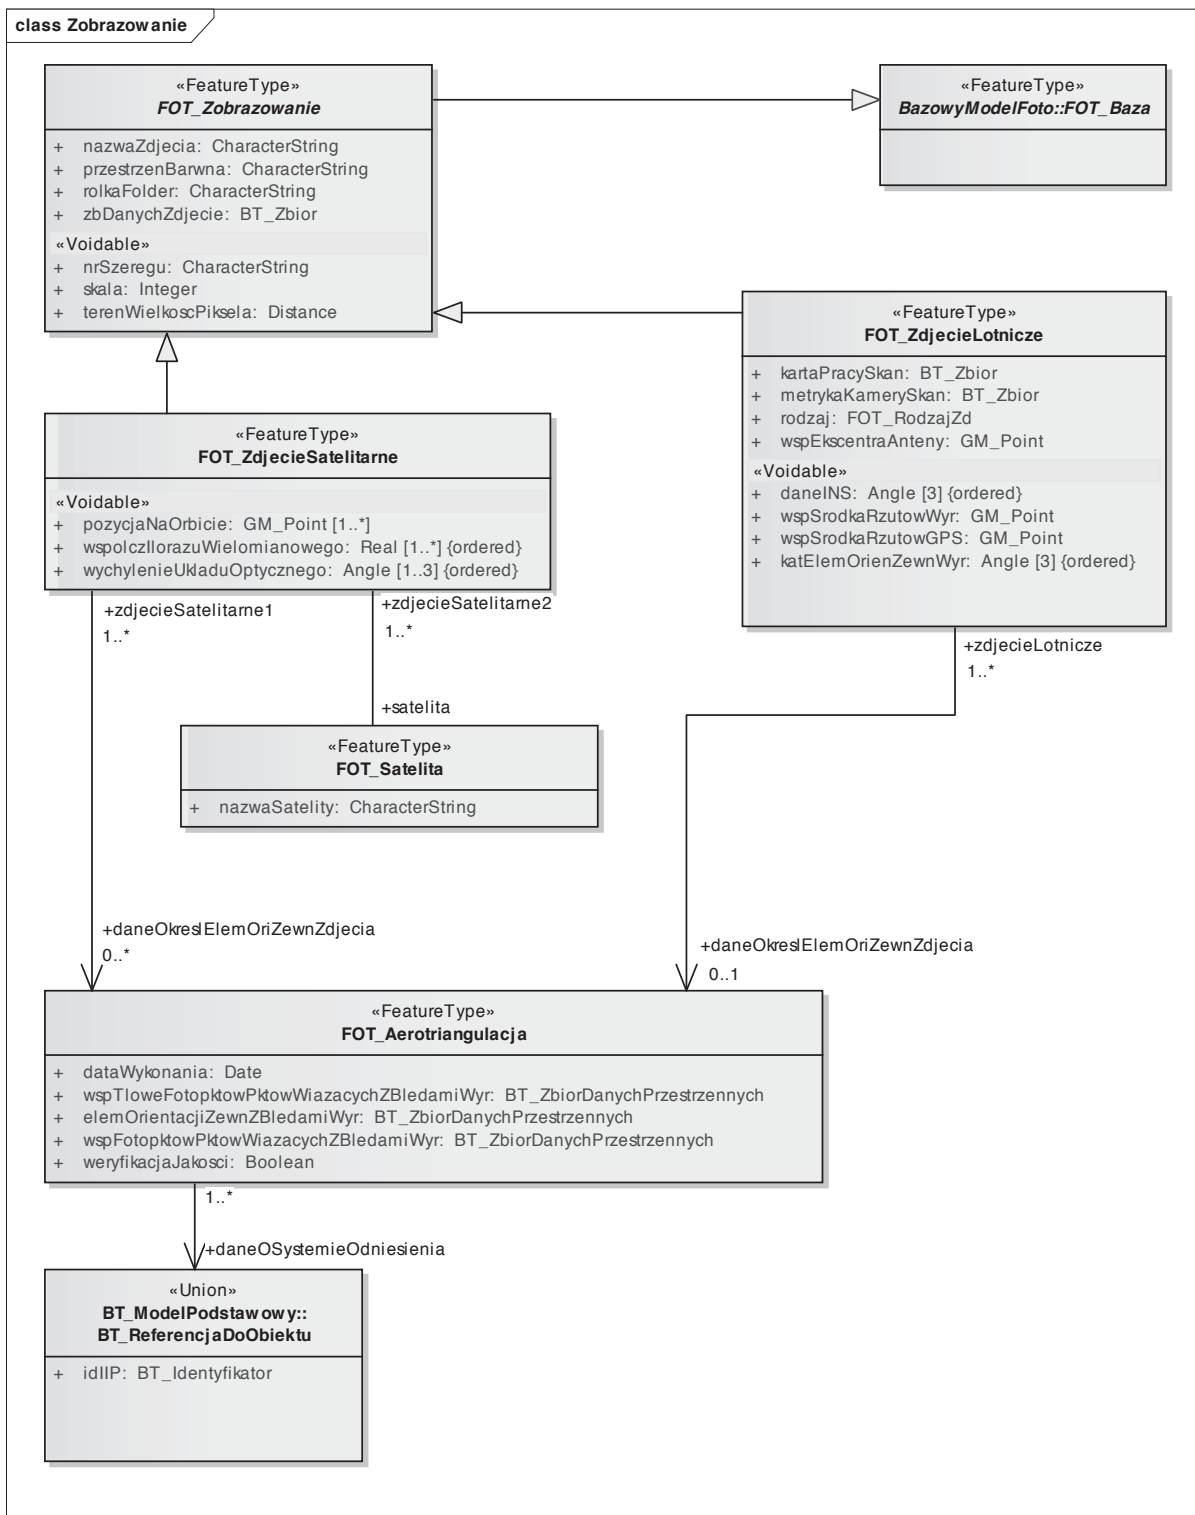 class Zobrazowanie
«FeatureType»
FOT_Zobrazowanie
+ nazwaZdjecia: CharacterString
+ przestrzenBarwna: CharacterString
+ rolkaFolder: CharacterString
+ zbDanychZdjecie: BT_Zbior
«Voidable»
+ nrSzeregu: CharacterString
+ skala: Integer
+ terenWielkoscPiksela: Distance
«FeatureType»
BazowyModelFoto::FOT_Baza
«FeatureType»
FOT_ZdjecieLotnicze
+ kartaPracySkan: BT_Zbior
+ metrykaKamerySkan: BT_Zbior
+ rodzaj: FOT_RodzajZd
+ wspEkscentraAnteny: GM_Point
«Voidable»
+ daneINS: Angle [3] {ordered}
+ wspSrodkaRzutowWyr: GM_Point
+ wspSrodkaRzutowGPS: GM_Point
+ katElemOrienZewnWyr: Angle [3] {ordered}
«FeatureType»
FOT_ZdjecieSatelitarne
«Voidable»
+ pozycjaNaOrbicie: GM_Point [1..*]
+ wspolczIlorazuWielomianowego: Real [1..*] {ordered}
+ wychylenieUkladuOptycznego: Angle [1..3] {ordered}
+zdjecieSatelitarne1
1..*
+zdjecieSatelitarne2
1..*
+zdjecieLotnicze
1..*
+satelita
«FeatureType»
FOT_Satelita
+ nazwaSatelity: CharacterString
+daneOkreslElemOriZewnZdjecia
0..*
+daneOkreslElemOriZewnZdjecia
0..1
«FeatureType»
FOT_Aerotriangulacja
+ dataWykonania: Date
+ wspTloweFotopktowPktowWiazacychZBledamiWyr: BT_ZbiorDanychPrzestrzennych
+ elemOrientacjiZewnZBledamiWyr: BT_ZbiorDanychPrzestrzennych
+ wspFotopktowPktowWiazacychZBledamiWyr: BT_ZbiorDanychPrzestrzennych
+ weryfikacjaJakosci: Boolean
1..*
+daneOSystemieOdniesienia
«Union»
BT_ModelPodstawowy::
BT_ReferencjaDoObiektu
+ idIIP: BT_Identyfikator